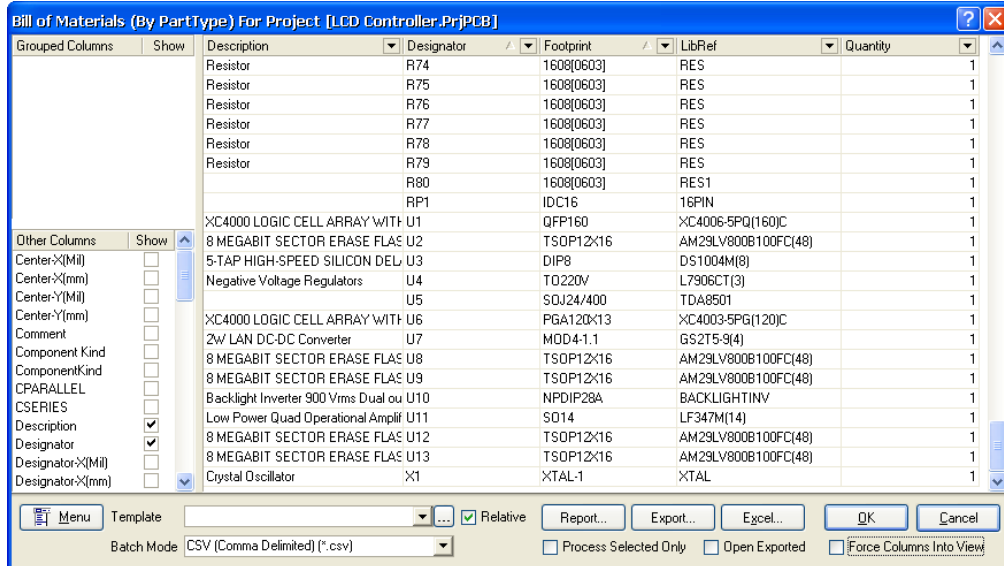 Bill of Materials (By PartType) For Project [LCD Controller.PrjPCB]
Grouped Columns Show Description Designator Footprint LibRef Quantity
Resistor R74 1608[0603] RES 1
Resistor R75 1608[0603] RES 1
Resistor R76 1608[0603] RES 1
Resistor R77 1608[0603] RES 1
Resistor R78 1608[0603] RES 1
Resistor R79 1608[0603] RES 1
R80 1608[0603] RES1 1
RP1 IDC16 16PIN 1
XC4000 LOGIC CELL ARRAY WITH U1 QFP160 XC4006-5PQ(160)C 1
8 MEGABIT SECTOR ERASE FLAS U2 TSOP12X16 AM29LV800B100FC(48) 1
5-TAP HIGH-SPEED SILICON DEL U3 DIP8 DS1004M(8) 1
Negative Voltage Regulators U4 TO220V L7906CT(3) 1
U5 SOJ24/400 TDA8501 1
XC4000 LOGIC CELL ARRAY WITH U6 PGA120X13 XC4003-5PG(120)C 1
2W LAN DC-DC Converter U7 MOD4-1.1 GS2T5-9(4) 1
8 MEGABIT SECTOR ERASE FLAS U8 TSOP12X16 AM29LV800B100FC(48) 1
8 MEGABIT SECTOR ERASE FLAS U9 TSOP12X16 AM29LV800B100FC(48) 1
Backlight Inverter 900 Vrms Dual ou U10 NPDIP28A BACKLIGHTINV 1
Low Power Quad Operational Amplif U11 SO14 LF347M(14) 1
8 MEGABIT SECTOR ERASE FLAS U12 TSOP12X16 AM29LV800B100FC(48) 1
8 MEGABIT SECTOR ERASE FLAS U13 TSOP12X16 AM29LV800B100FC(48) 1
Crystal Oscillator X1 XTAL-1 XTAL 1
Other Columns Show
Center-X(Mil)
Center-X(mm)
Center-Y(Mil)
Center-Y(mm)
Comment
Component Kind
ComponentKind
CPARALLEL
CSERIES
Description
Designator
Designator-X(Mil)
Designator-X(mm)
Menu Template ... Relative Report... Export... Excel... OK Cancel
Batch Mode CSV (Comma Delimited) (*.csv) Process Selected Only Open Exported Force Columns Into View